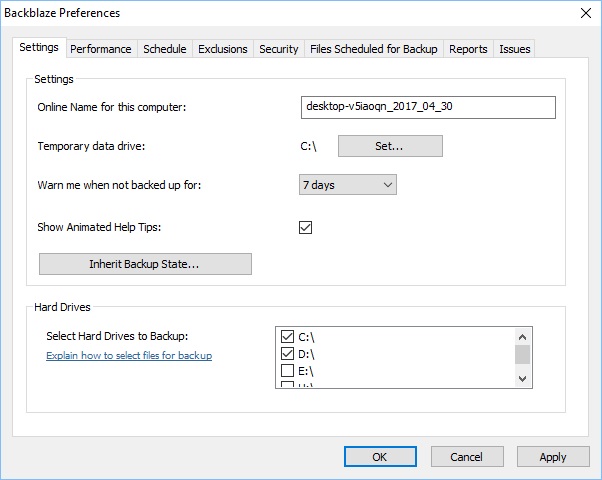 Backblaze Preferences
Settings Performance Schedule Exclusions Security Files Scheduled for Backup Reports Issues
Settings
Online Name for this computer: desktop-v5iaoqn_2017_04_30
Temporary data drive: C:\ Set...
Warn me when not backed up for: 7 days
Show Animated Help Tips:
Inherit Backup State...
Hard Drives
Select Hard Drives to Backup: C:\
Explain how to select files for backup D:\
E:\
OK Cancel Apply